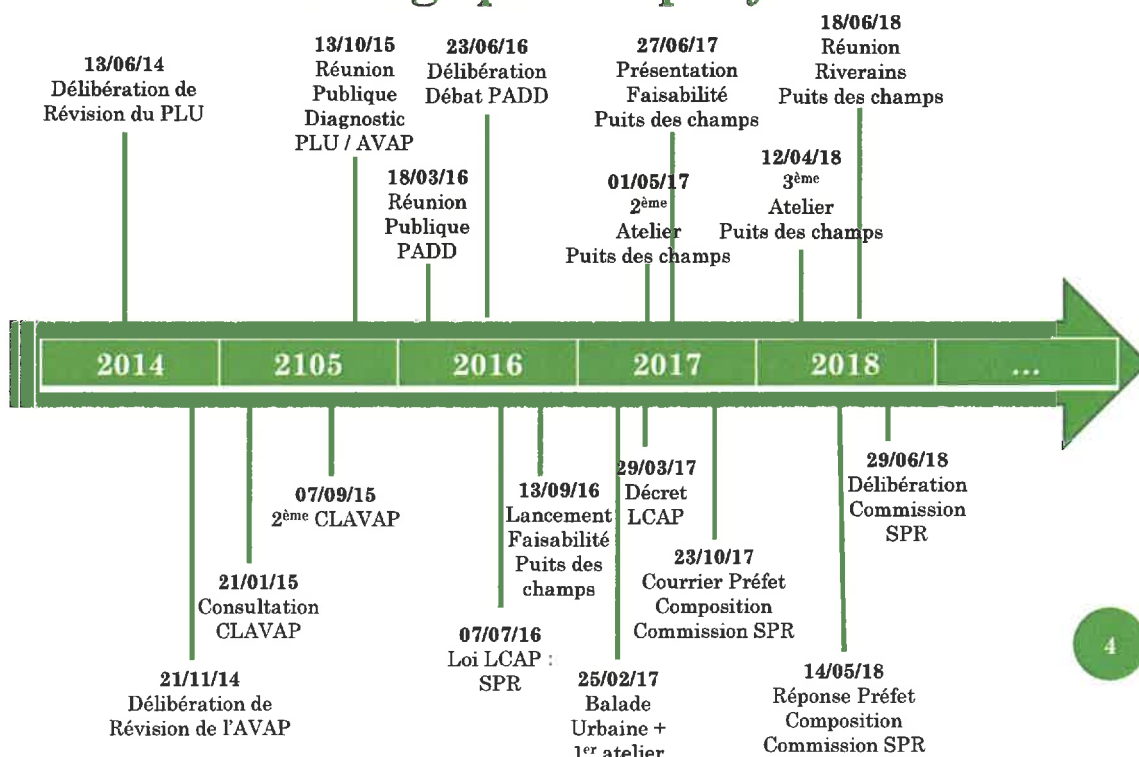 13/06/14
Délibération de
Révision du PLU
13/10/15
Réunion
Publique
Diagnostic
PLU / AVAP
18/03/16
Réunion
Publique
PADD
23/06/16
Délibération
Débat PADD
27/06/17
Présentation
Faisabilité
Puits des champs
01/05/17
2ème
Atelier
Puits des champs
18/06/18
Réunion
Riverains
Puits des champs
12/04/18
3ème
Atelier
Puits des champs
2014 2105 2016 2017 2018 ...
21/11/14
Délibération de
Révision de l'AVAP
21/01/15
Consultation
CLAVAP
07/09/15
2ème CLAVAP
07/07/16
Loi LCAP :
SPR
13/09/16
Lancement
Faisabilité
Puits des
champs
25/02/17
Balade
Urbaine +
1er atelier
29/03/17
Décret
LCAP
23/10/17
Courrier Préfet
Composition
Commission SPR
14/05/18
Réponse Préfet
Composition
Commission SPR
29/06/18
Délibération
Commission
SPR
4